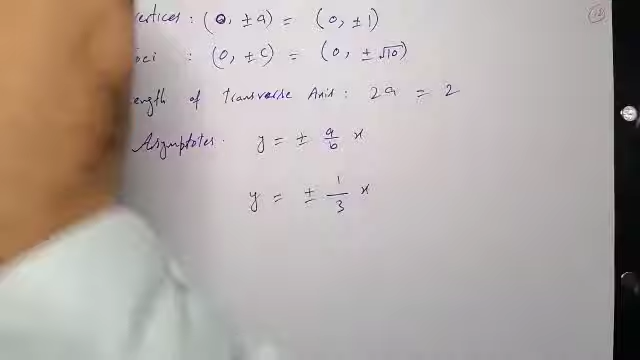 rtices : (0, ±a) = (0, ±1)
oci : (0, ±c) = (0, ±√10)
ength of Transverse Axis : 2a = 2
Asymptotes. y = ± a/b x
y = ± 1/3 x